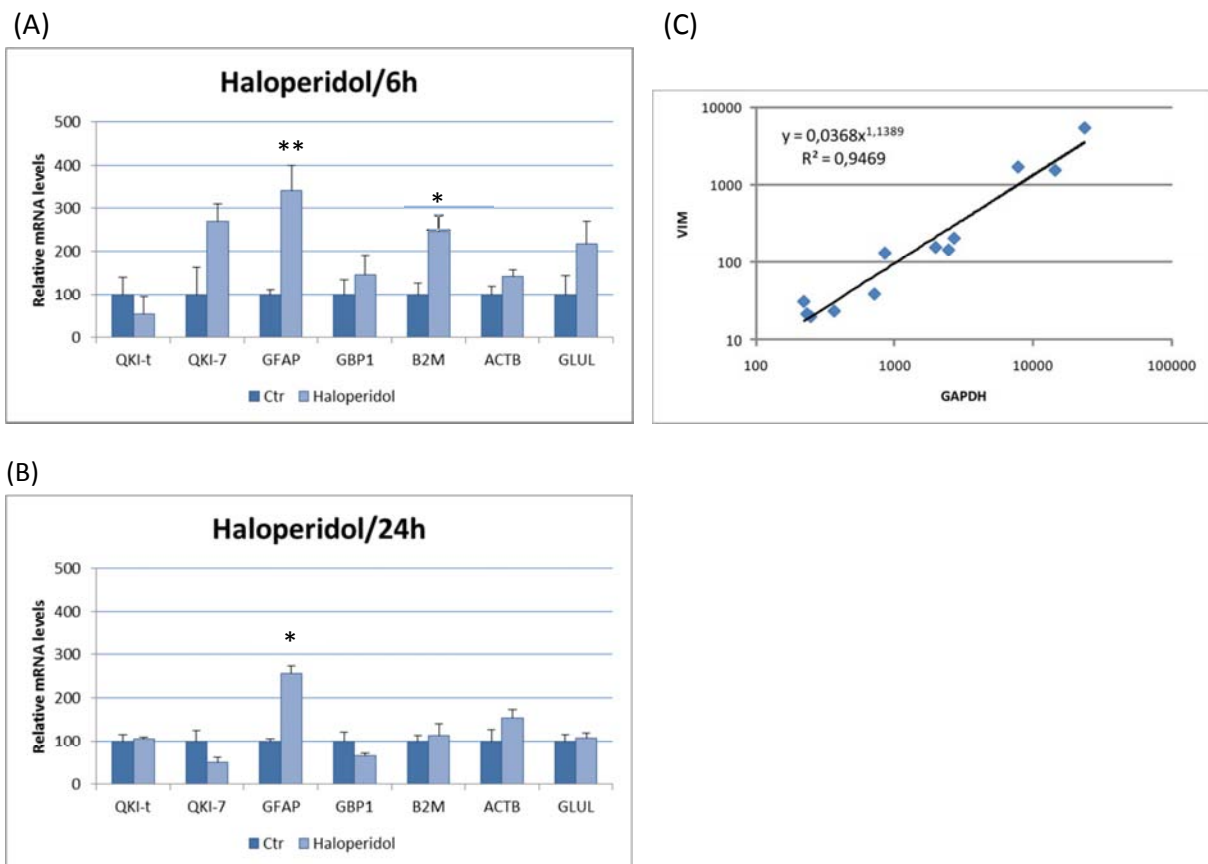 (A)
Haloperidol/6h
Relative mRNA levels
500
400
300
200
100
0
**
*
QKI-t QKI-7 GFAP GBP1 B2M ACTB GLUL
Ctr Haloperidol
(C)
y = 0,0368x^1,1389
R² = 0,9469
VIM
10000
1000
100
10
100 1000 10000 100000
GAPDH
(B)
Haloperidol/24h
Relative mRNA levels
500
400
300
200
100
0
*
QKI-t QKI-7 GFAP GBP1 B2M ACTB GLUL
Ctr Haloperidol